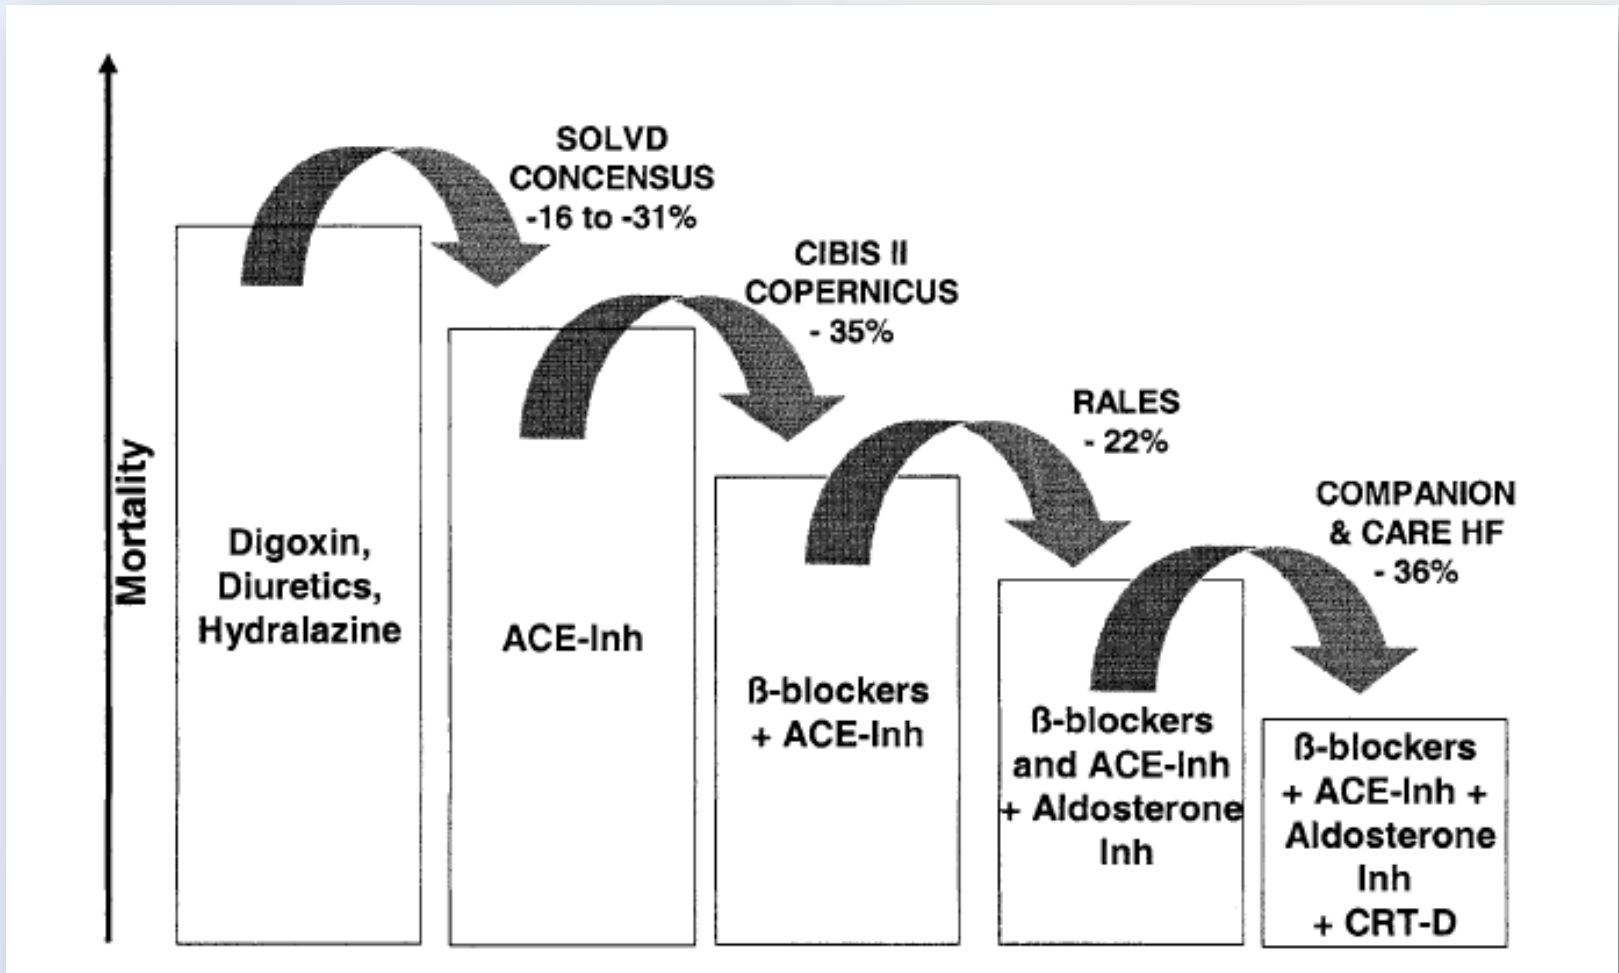 Mortality
SOLVD
CONCENSUS
-16 to -31%
CIBIS II
COPERNICUS
- 35%
RALES
- 22%
COMPANION
& CARE HF
- 36%
Digoxin,
Diuretics,
Hydralazine
ACE-Inh
ß-blockers
+ ACE-Inh
ß-blockers
and ACE-Inh
+ Aldosterone
Inh
ß-blockers
+ ACE-Inh +
Aldosterone
Inh
+ CRT-D